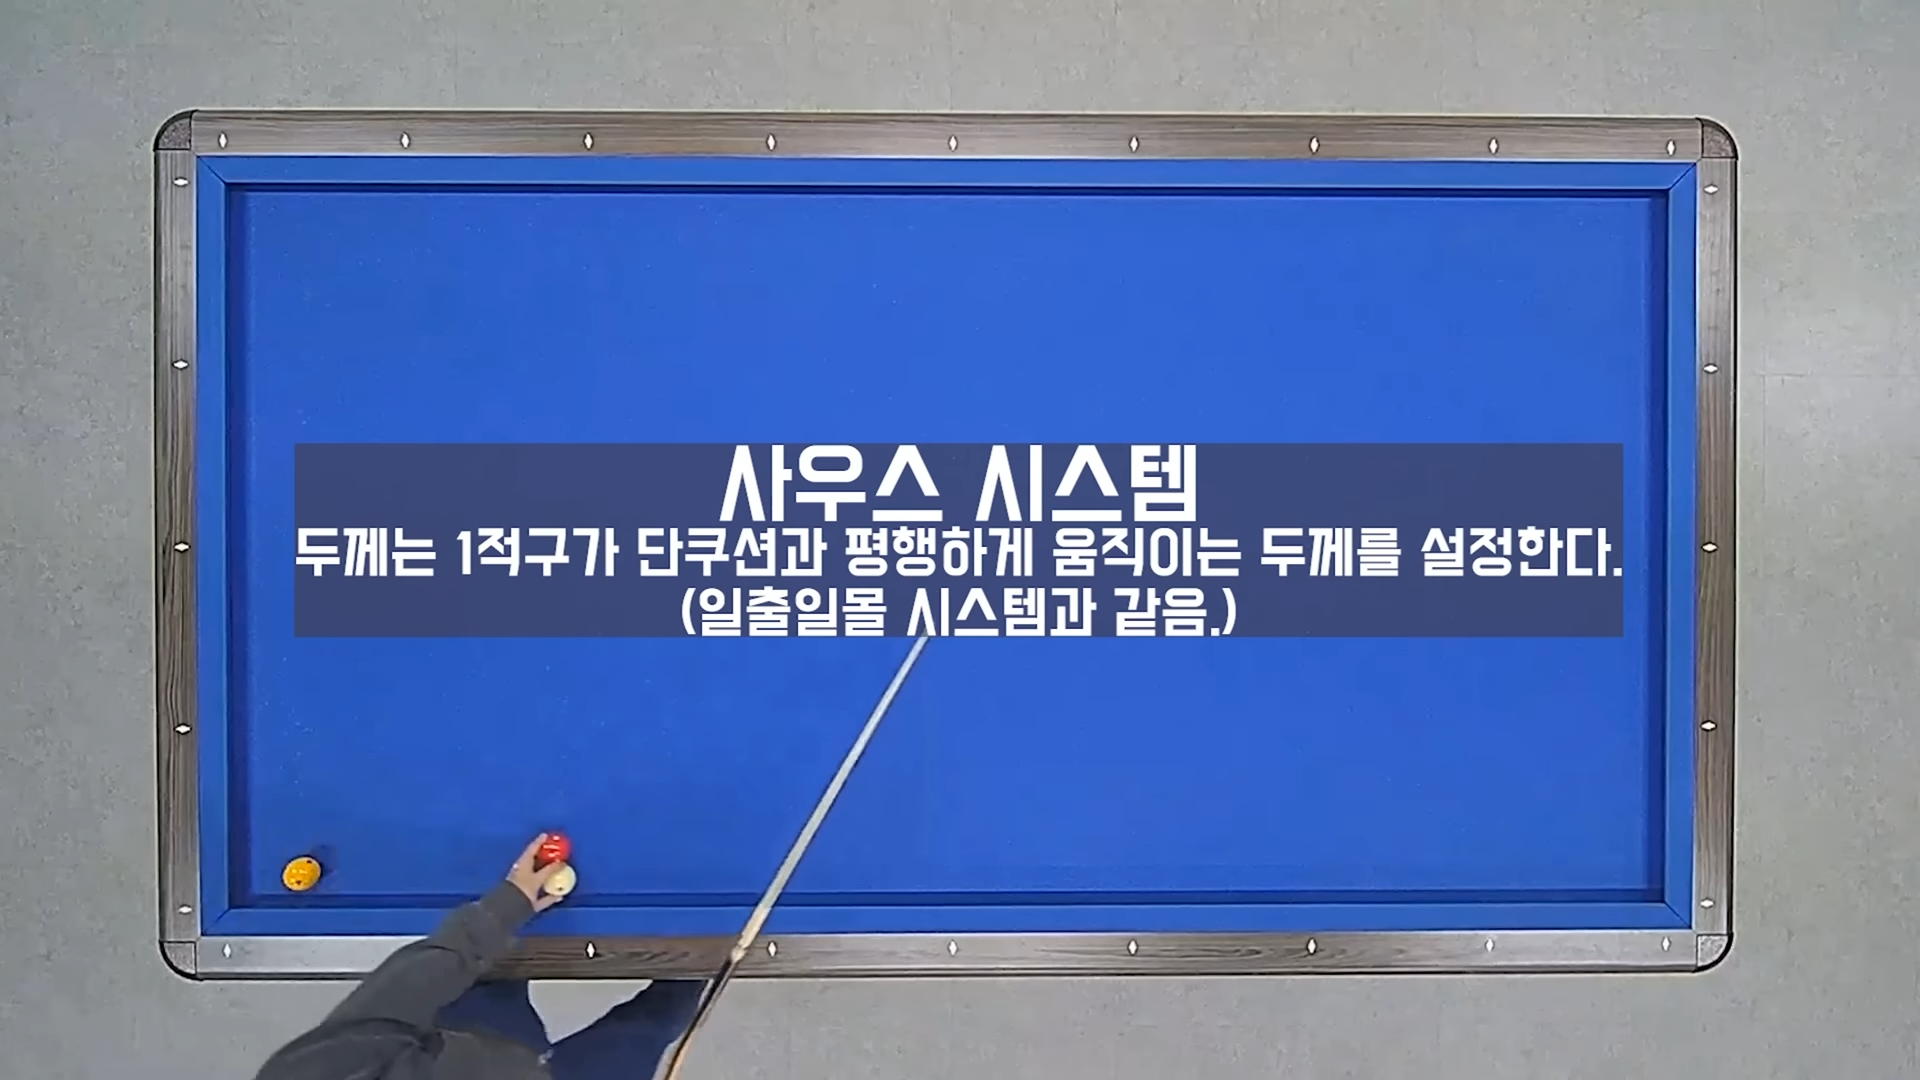 사우스 시스템
두께는 1적구가 단쿠션과 평행하게 움직이는 두께를 설정한다.
(일출일몰 시스템과 같음.)